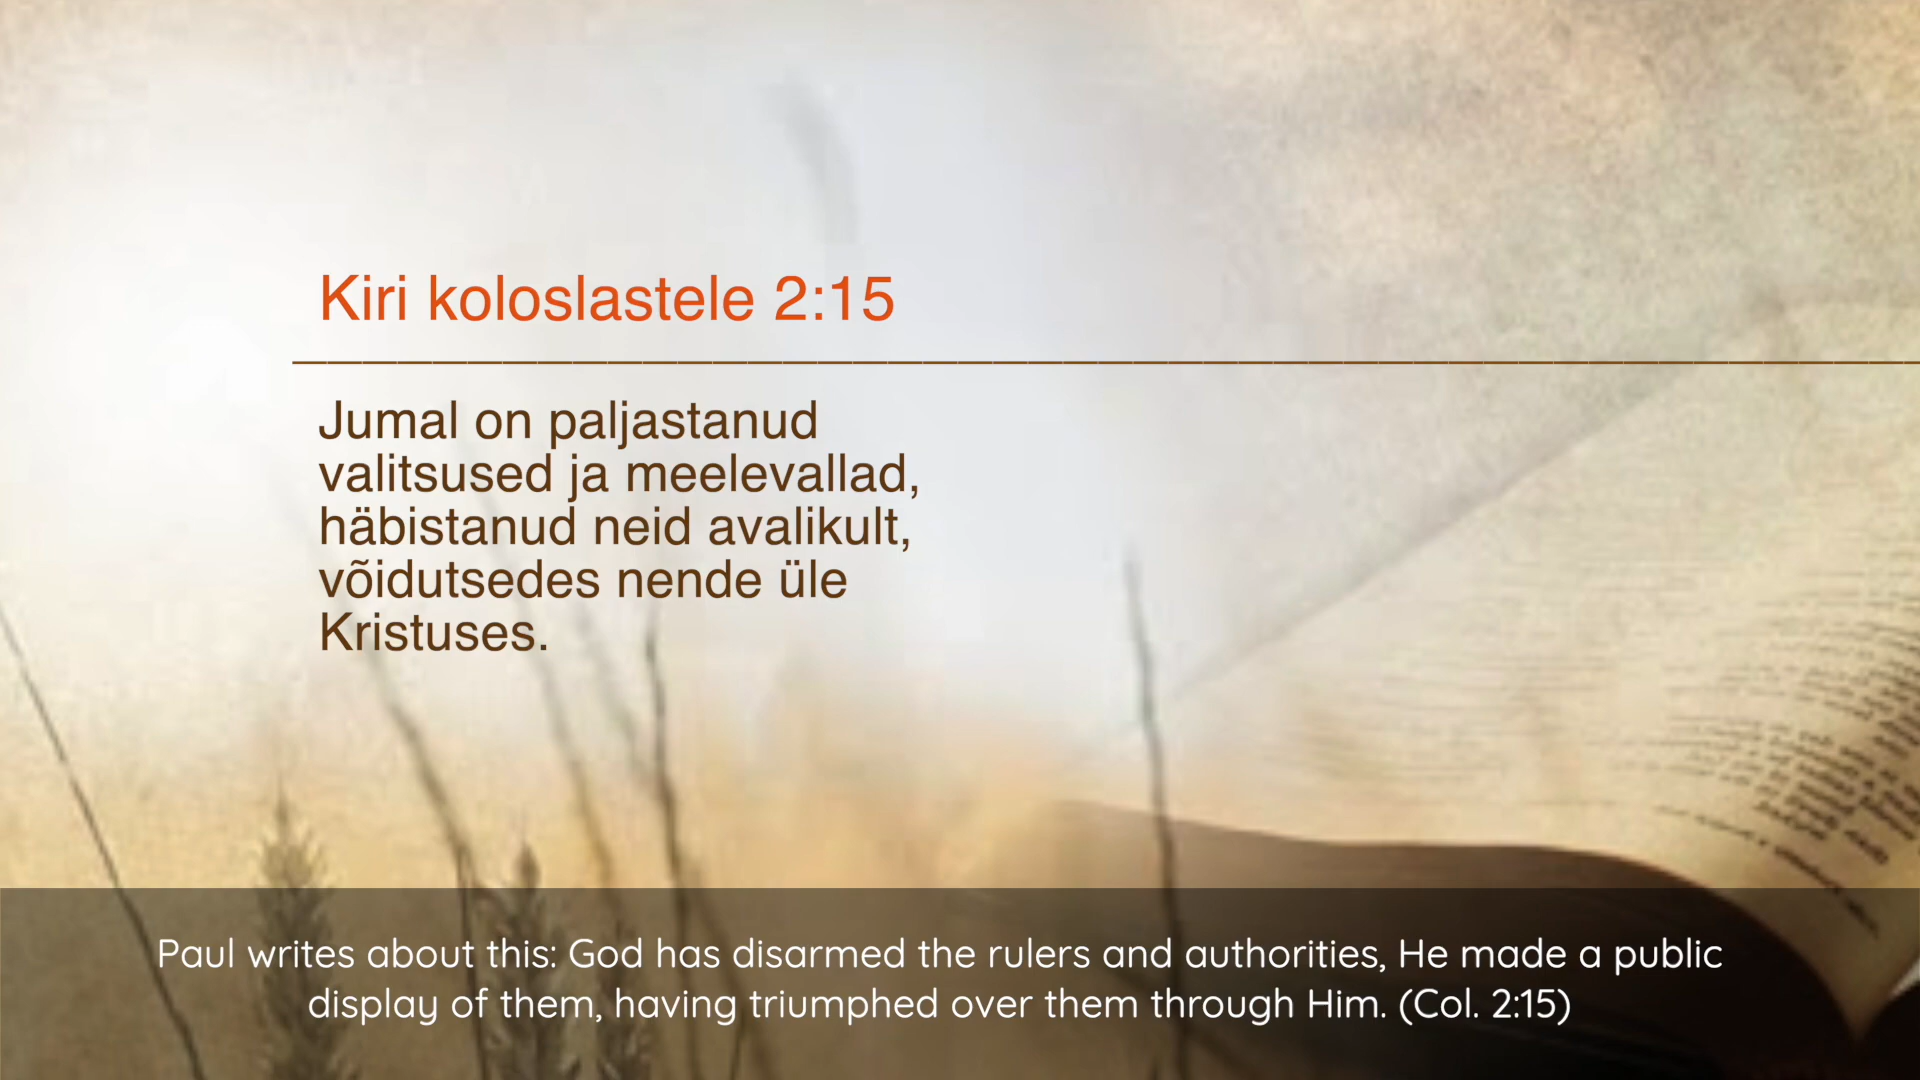 Kiri koloslastele 2:15
Jumal on paljastanud
valitsused ja meelevallad,
häbistanud neid avalikult,
võidutsedes nende üle
Kristuses.
Paul writes about this: God has disarmed the rulers and authorities, He made a public
display of them, having triumphed over them through Him. (Col. 2:15)